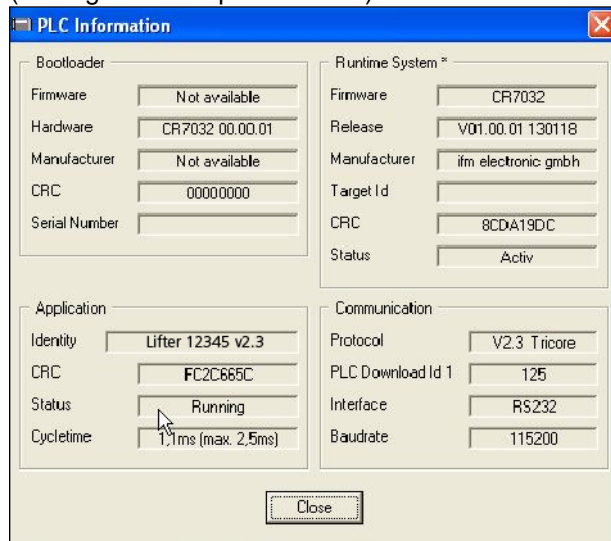 PLC Information
Bootloader
Firmware Not available
Hardware CR7032 00.00.01
Manufacturer Not available
CRC 00000000
Serial Number
Runtime System *
Firmware CR7032
Release V01.00.01 130118
Manufacturer ifm electronic gmbh
Target Id
CRC 8CDA19DC
Status Activ
Application
Identity Lifter 12345 v2.3
CRC FC2C665C
Status Running
Cycletime 1,1ms (max. 2,5ms)
Communication
Protocol V2.3 Tricore
PLC Download Id 1 125
Interface RS232
Baudrate 115200
Close